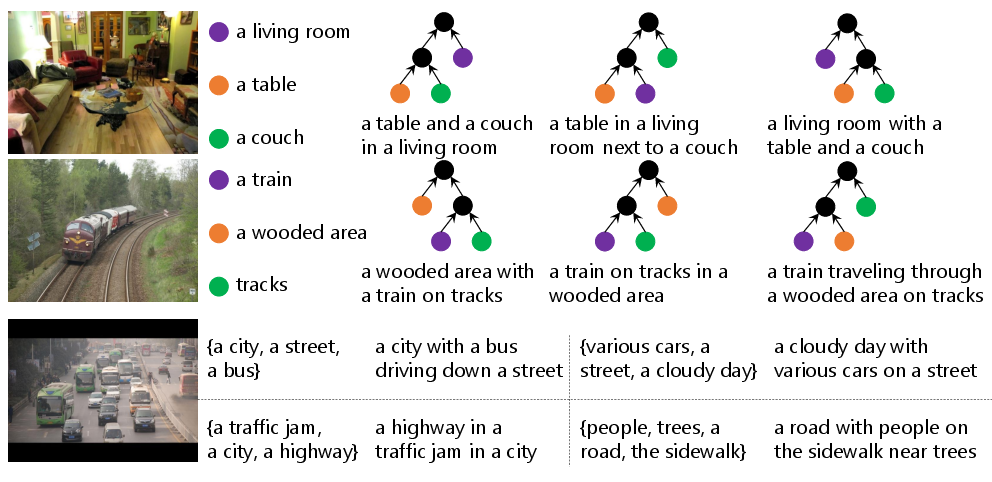 a living room
a table
a couch
a table and a couch
in a living room
a table in a living
room next to a couch
a living room with a
table and a couch
a train
a wooded area
tracks
a wooded area with
a train on tracks
a train on tracks in a
wooded area
a train traveling through
a wooded area on tracks
{a city, a street,
a bus}
a city with a bus
driving down a street
{various cars, a
street, a cloudy day}
a cloudy day with
various cars on a street
{a traffic jam,
a city, a highway}
a highway in a
traffic jam in a city
{people, trees, a
road, the sidewalk}
a road with people on
the sidewalk near trees